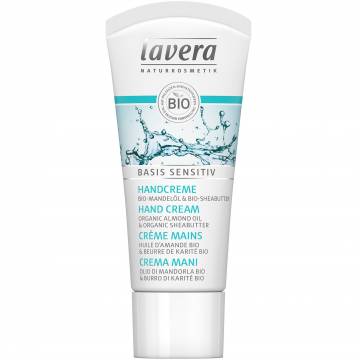 lavera
NATURKOSMETIK
BIO
BASIS SENSITIV
HANDCREME
BIO-MANDELÖL & BIO-SHEABUTTER
HAND CREAM
ORGANIC ALMOND OIL
& ORGANIC SHEABUTTER
CRÈME MAINS
HUILE D'AMANDE BIO
& BEURRE DE KARITÉ BIO
CREMA MANI
OLIO DI MANDORLA BIO
& BURRO DI KARITÉ BIO